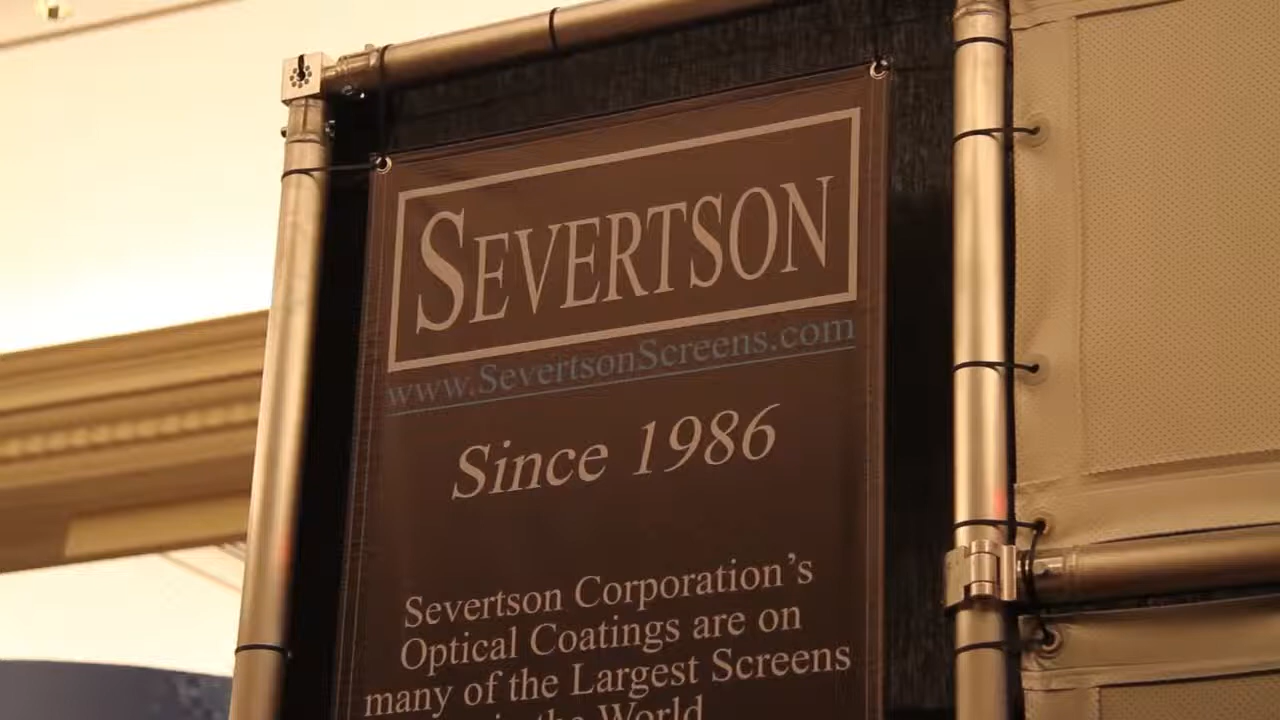 SEVERTSON
www.SevertsonScreens.com
Since 1986
Severtson Corporation's
Optical Coatings are on
many of the Largest Screens
in the World